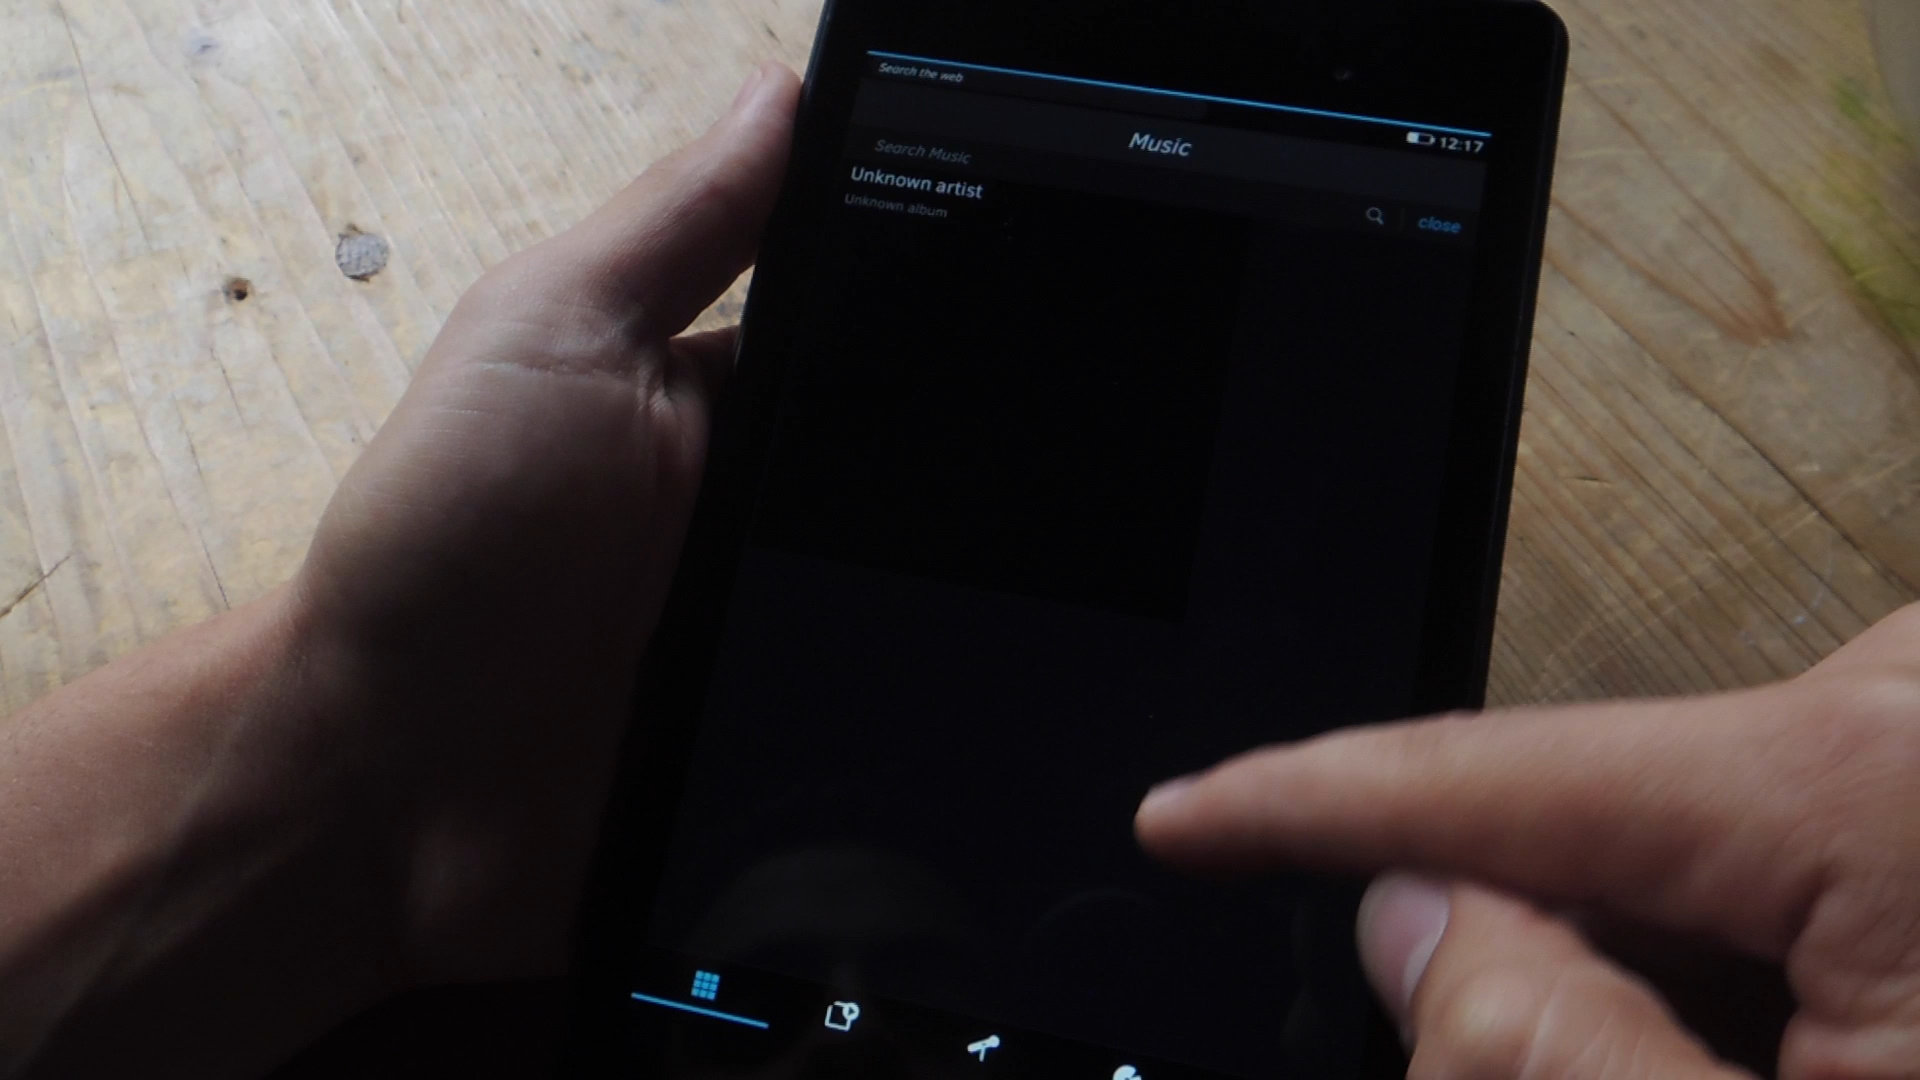 Search the web
12:17
Music
Search Music
close
Unknown artist
Unknown album